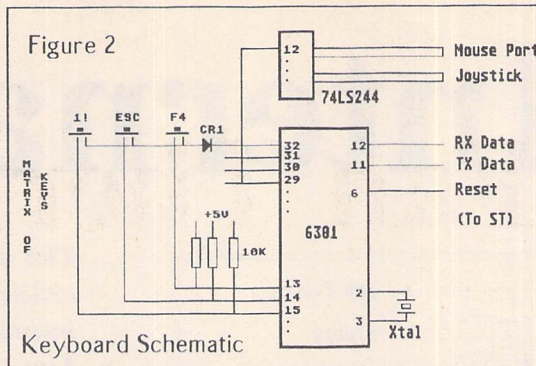 Figure 2
12
Mouse Port
Joystick
74LS244
1!
ESC
F4
CR1
MATRIX OF
KEYS
32
31
30
29
12
RX Data
11
TX Data
6
Reset
(To ST)
6301
+5V
10K
13
14
15
2
3
Xtal
Keyboard Schematic